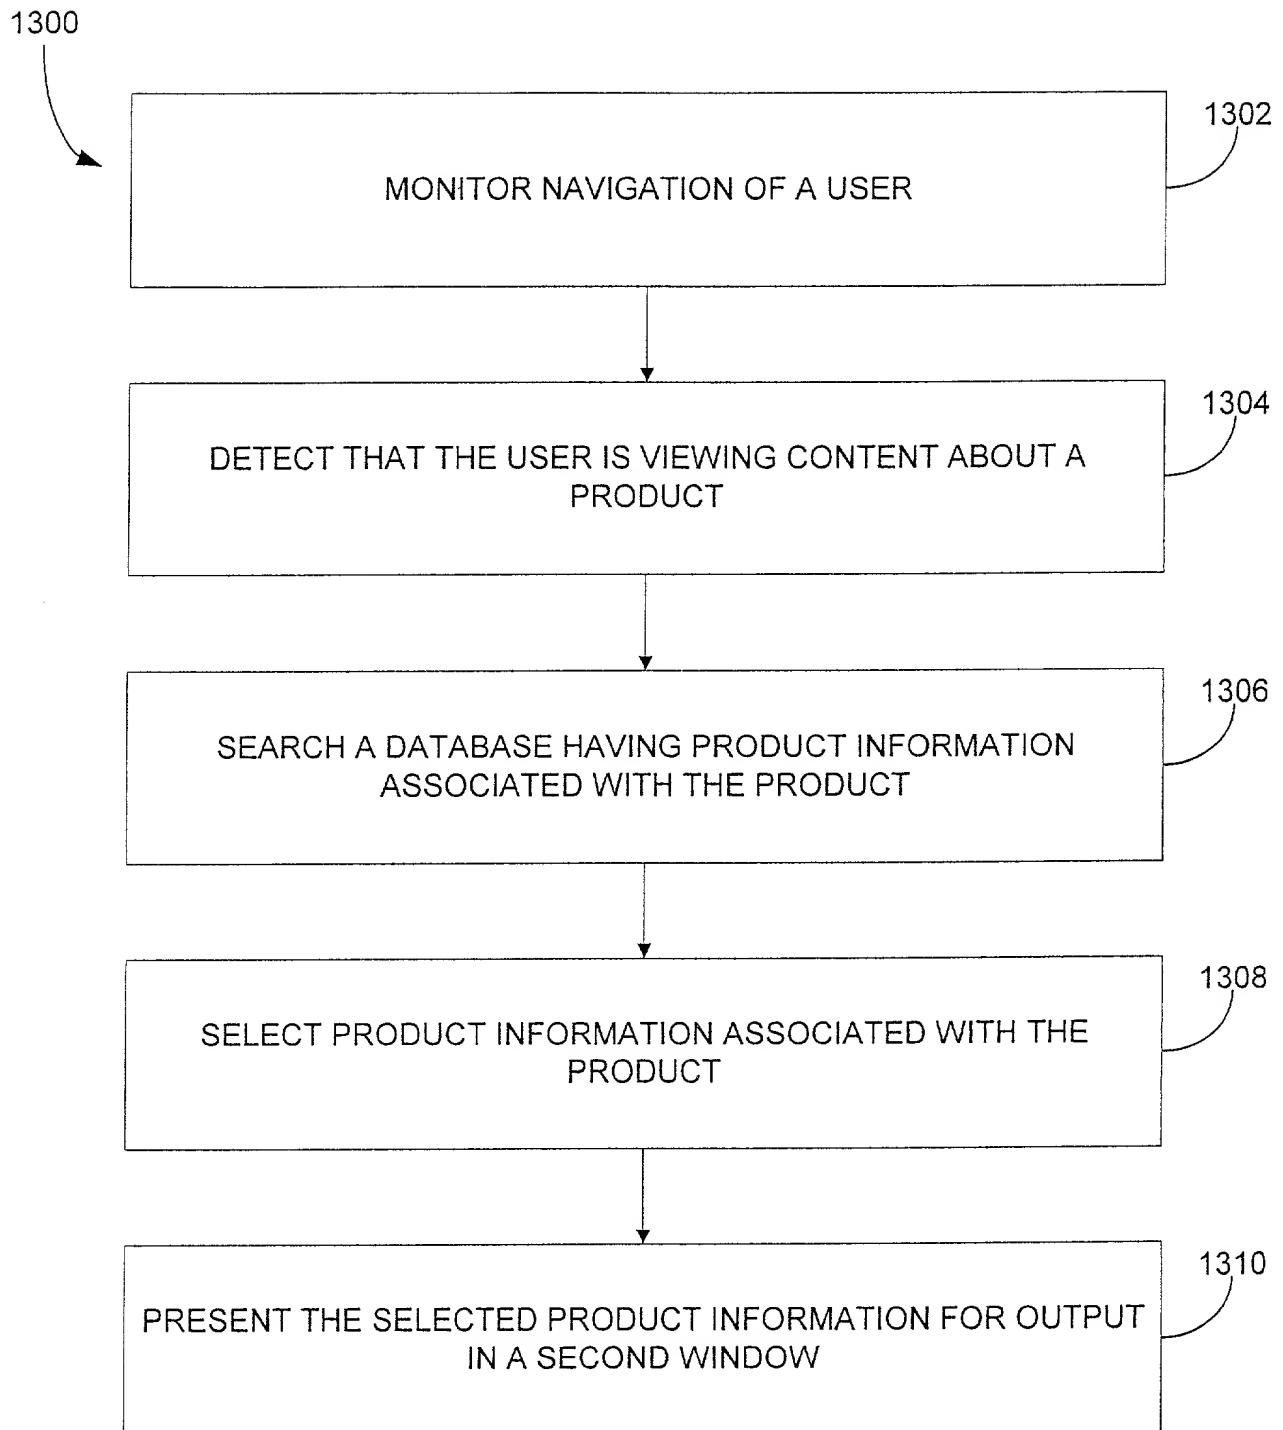 1300
1302
MONITOR NAVIGATION OF A USER
1304
DETECT THAT THE USER IS VIEWING CONTENT ABOUT A
PRODUCT
1306
SEARCH A DATABASE HAVING PRODUCT INFORMATION
ASSOCIATED WITH THE PRODUCT
1308
SELECT PRODUCT INFORMATION ASSOCIATED WITH THE
PRODUCT
1310
PRESENT THE SELECTED PRODUCT INFORMATION FOR OUTPUT
IN A SECOND WINDOW